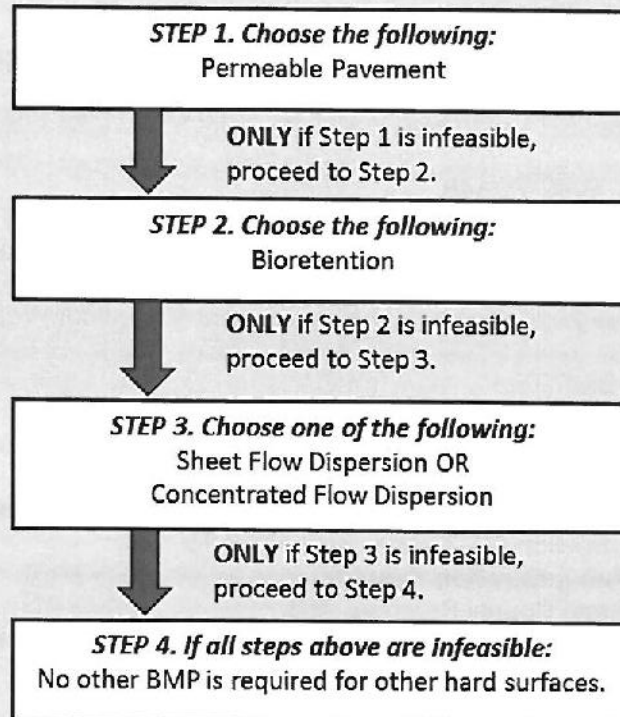 STEP 1. Choose the following:
Permeable Pavement
ONLY if Step 1 is infeasible,
proceed to Step 2.
STEP 2. Choose the following:
Bioretention
ONLY if Step 2 is infeasible,
proceed to Step 3.
STEP 3. Choose one of the following:
Sheet Flow Dispersion OR
Concentrated Flow Dispersion
ONLY if Step 3 is infeasible,
proceed to Step 4.
STEP 4. If all steps above are infeasible:
No other BMP is required for other hard surfaces.